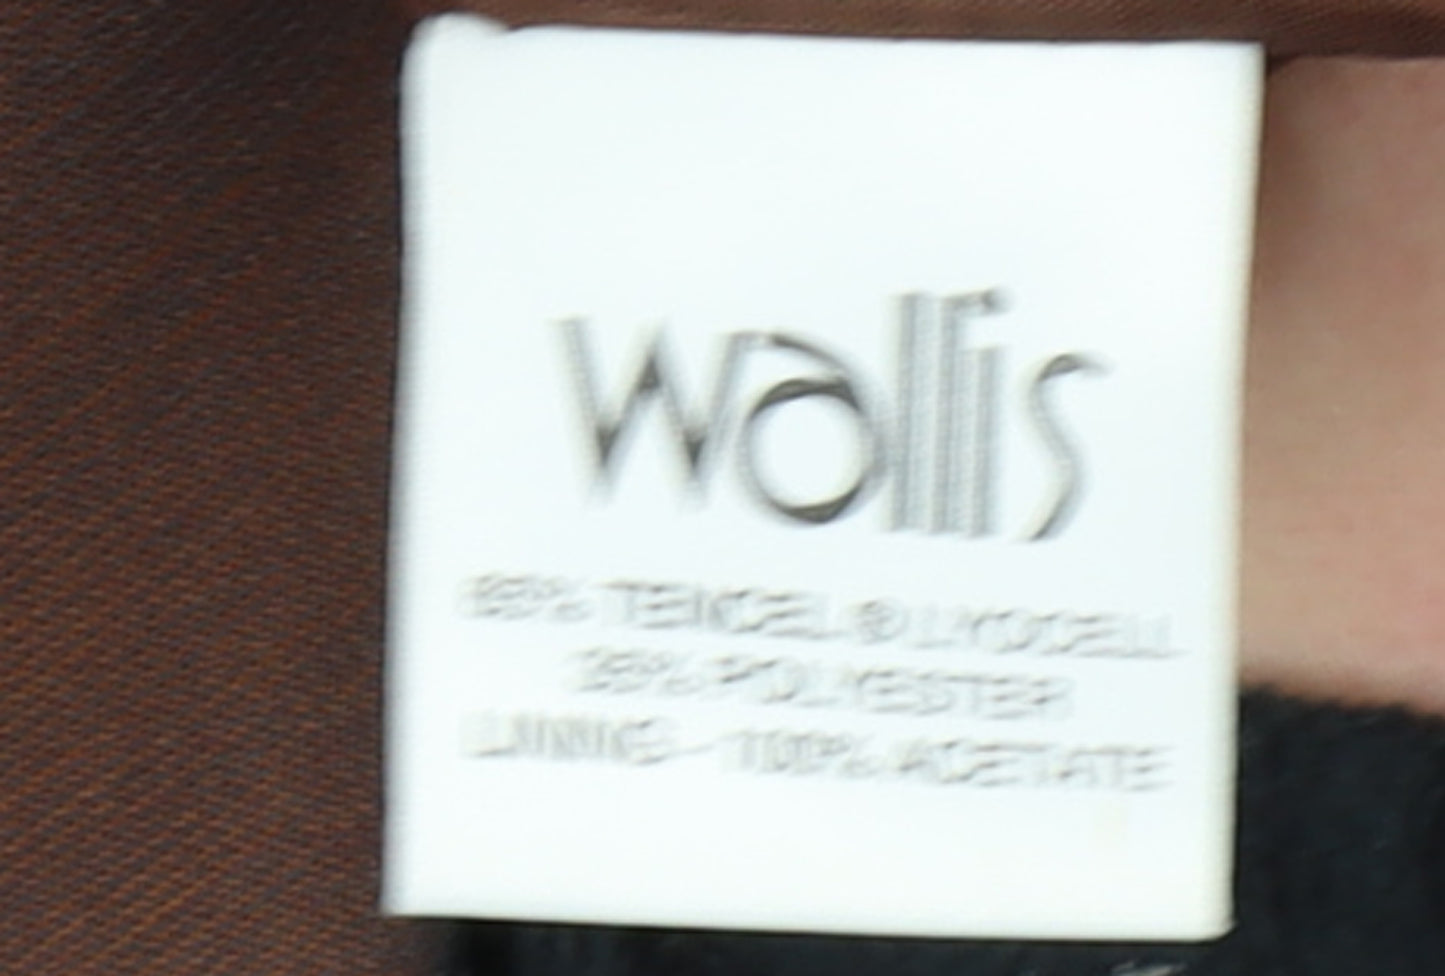 wallis
TENCEL ® LYOCELL
POLYESTER
LINING - 100% ACETATE